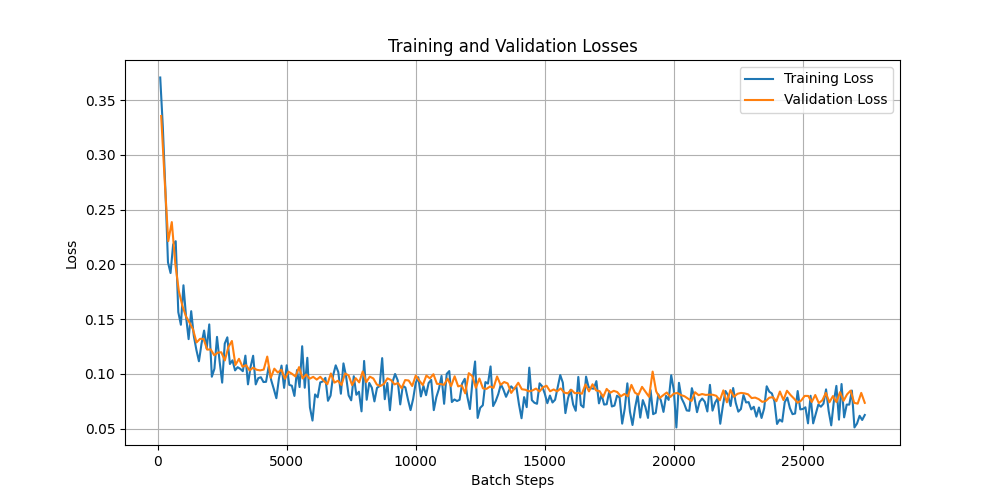 Training and Validation Losses
Training Loss
Validation Loss
Loss
0.35
0.30
0.25
0.20
0.15
0.10
0.05
0
5000
10000
15000
20000
25000
Batch Steps